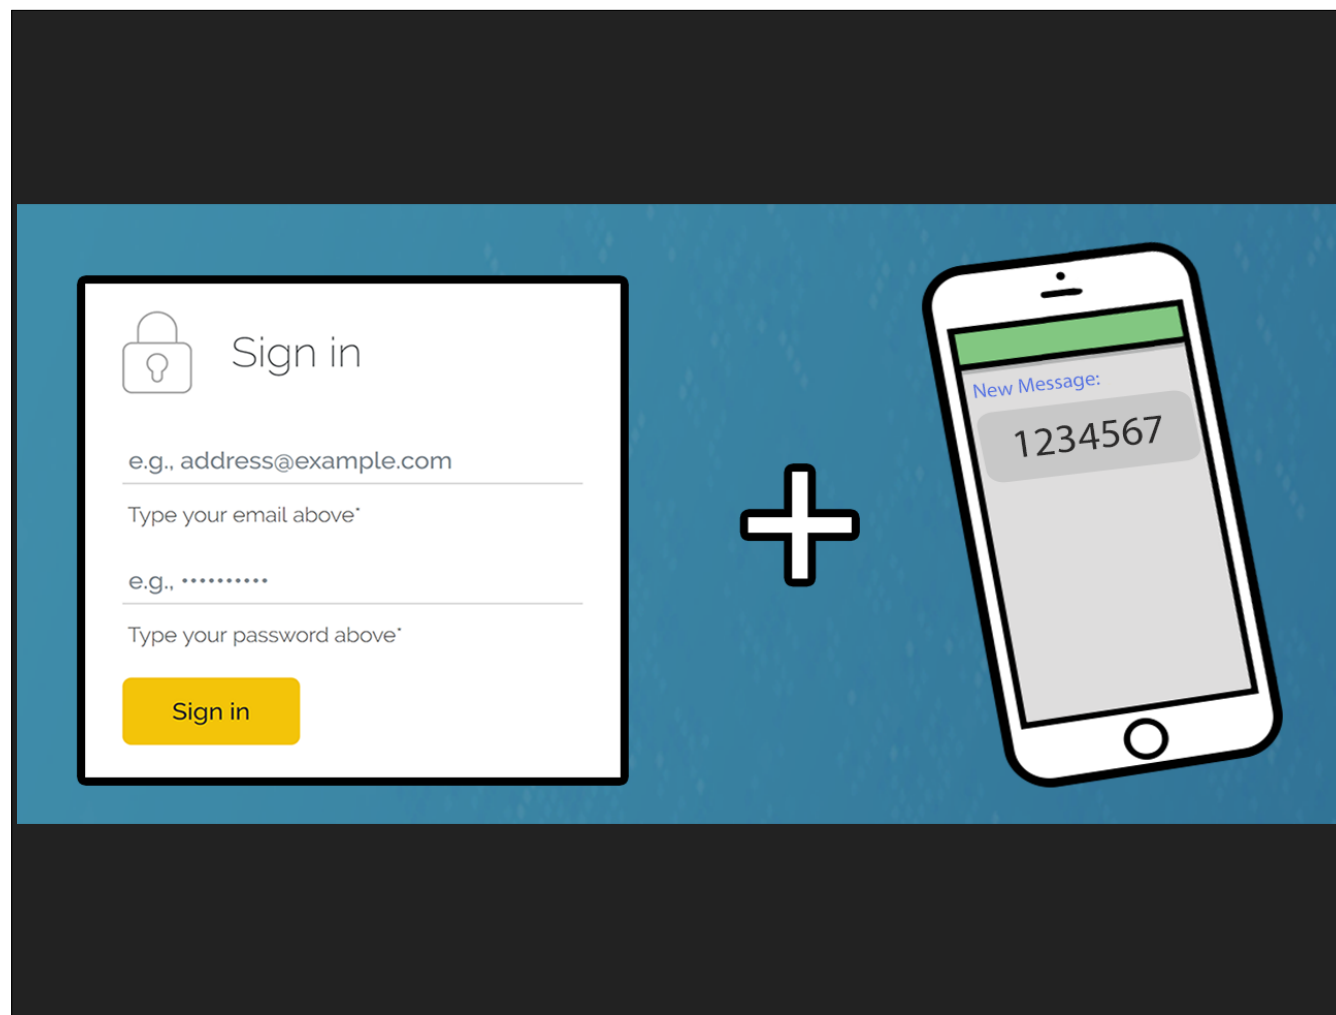 Sign in
e.g., address@example.com
Type your email above*
e.g., ••••••••••
Type your password above*
Sign in
New Message:
1234567